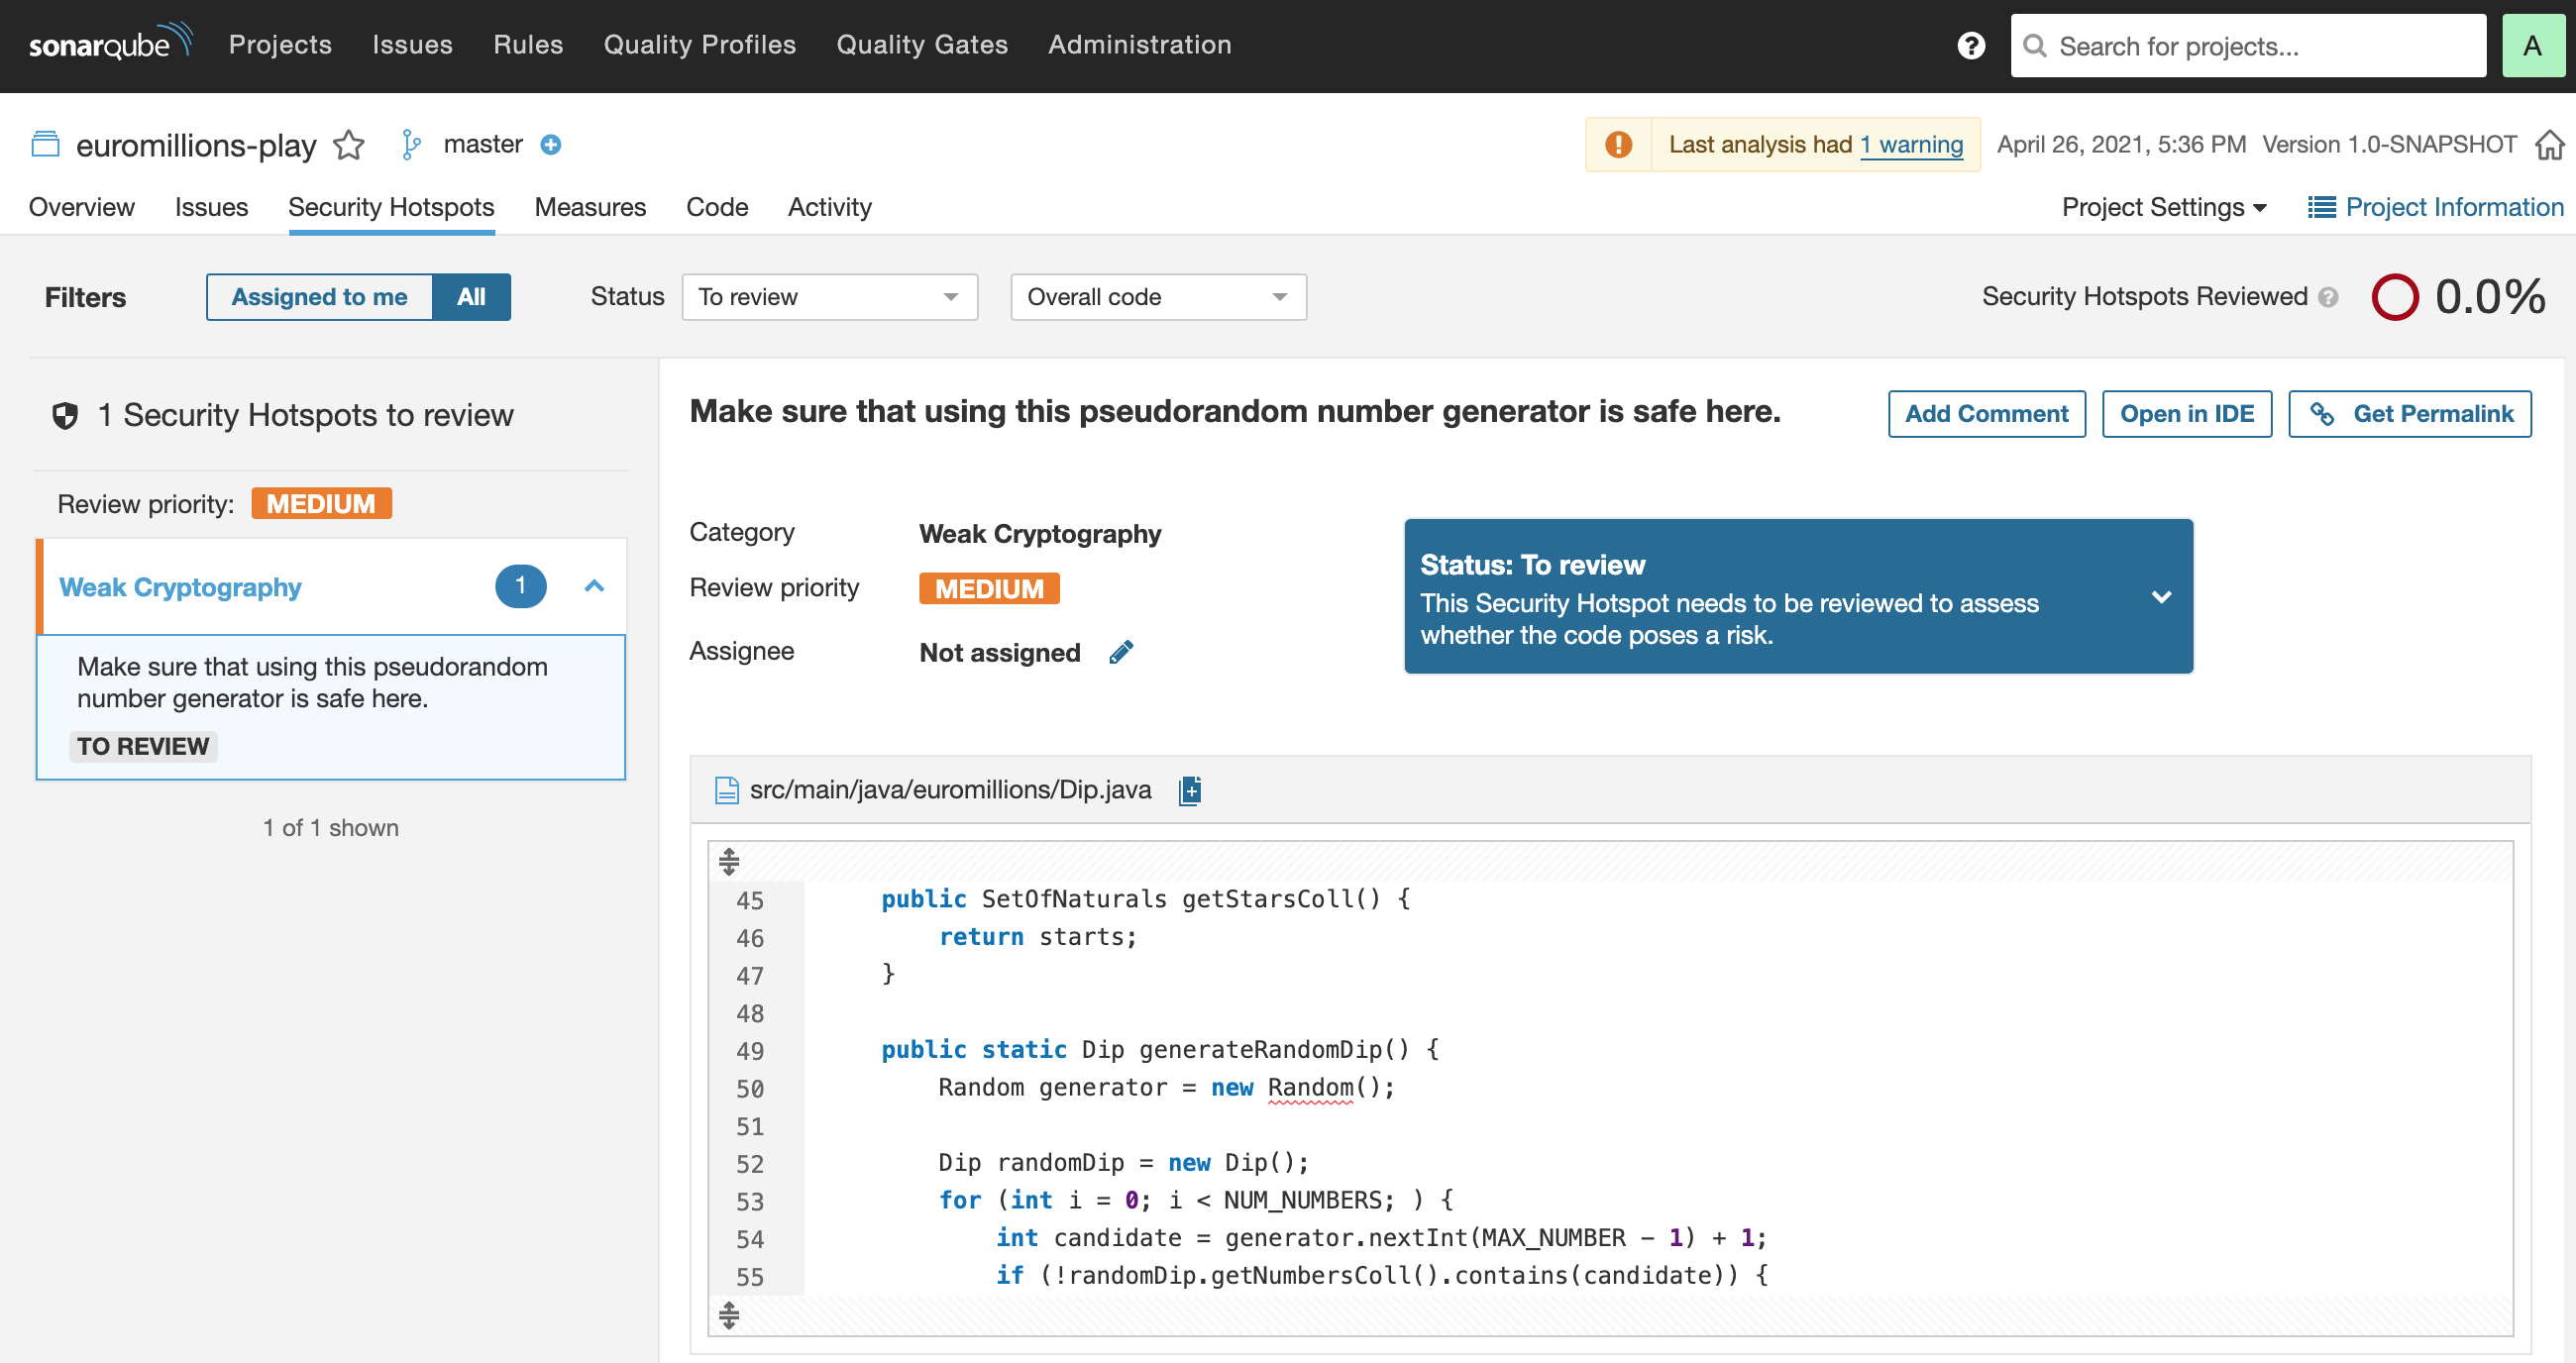 sonarqube Projects Issues Rules Quality Profiles Quality Gates Administration ? Search for projects... A
euromillions-play master Last analysis had 1 warning April 26, 2021, 5:36 PM Version 1.0-SNAPSHOT
Overview Issues Security Hotspots Measures Code Activity Project Settings Project Information
Filters Assigned to me All Status To review Overall code Security Hotspots Reviewed ? 0.0%
1 Security Hotspots to review
Review priority: MEDIUM
Weak Cryptography 1
Make sure that using this pseudorandom
number generator is safe here.
TO REVIEW
1 of 1 shown
Make sure that using this pseudorandom number generator is safe here. Add Comment Open in IDE Get Permalink
Category Weak Cryptography
Review priority MEDIUM
Assignee Not assigned
Status: To review
This Security Hotspot needs to be reviewed to assess
whether the code poses a risk.
src/main/java/euromillions/Dip.java
45 public SetOfNaturals getStarsColl() {
46 return starts;
47 }
48
49 public static Dip generateRandomDip() {
50 Random generator = new Random();
51
52 Dip randomDip = new Dip();
53 for (int i = 0; i < NUM_NUMBERS; ) {
54 int candidate = generator.nextInt(MAX_NUMBER - 1) + 1;
55 if (!randomDip.getNumbersColl().contains(candidate)) {